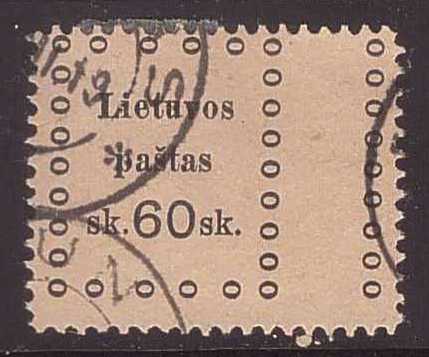 Lietuvos
paštas
sk. 60 sk.